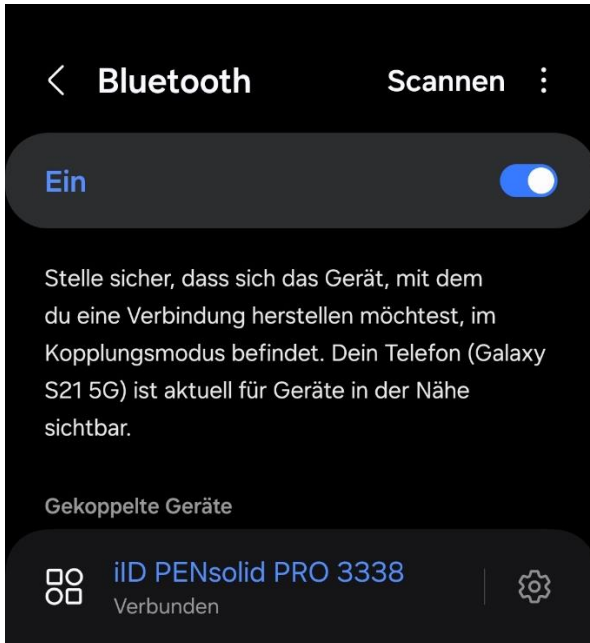 Bluetooth Scannen
Ein
Stelle sicher, dass sich das Gerät, mit dem
du eine Verbindung herstellen möchtest, im
Kopplungsmodus befindet. Dein Telefon (Galaxy
S21 5G) ist aktuell für Geräte in der Nähe
sichtbar.
Gekoppelte Geräte
iID PENsolid PRO 3338
Verbunden